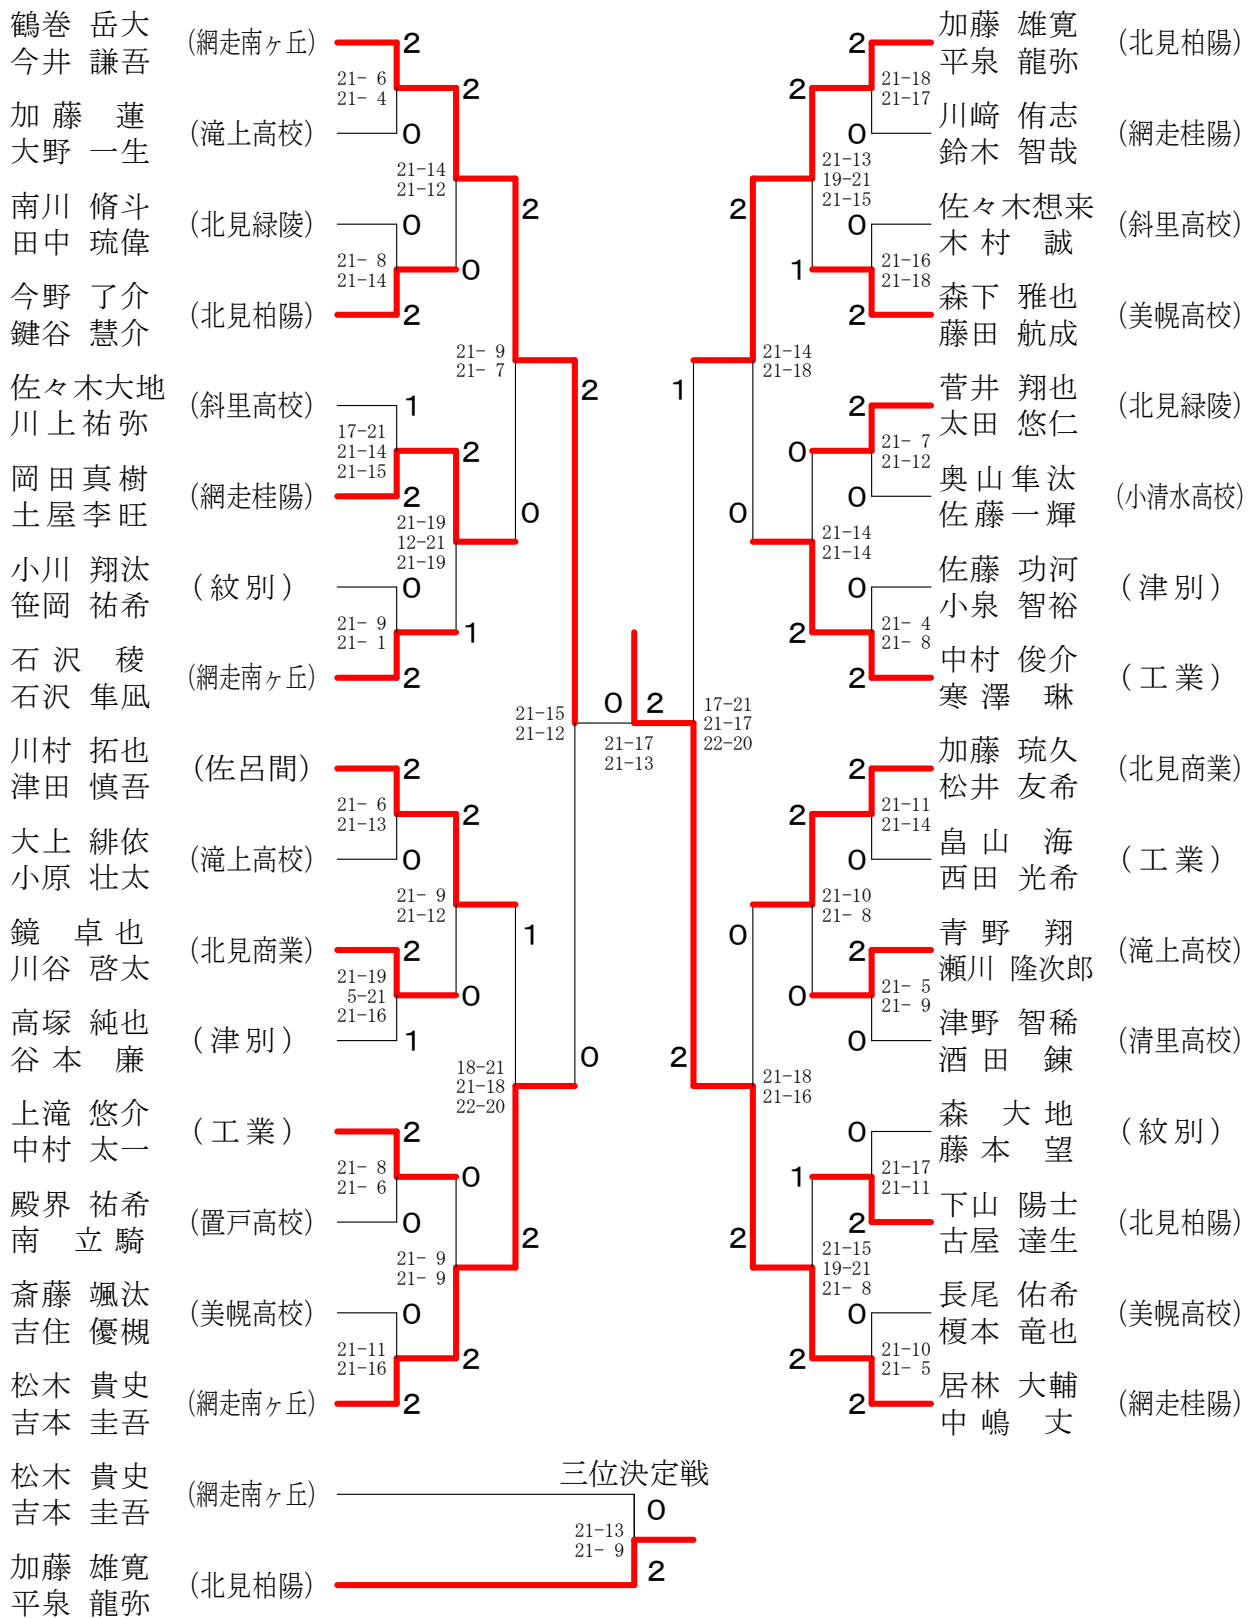 鶴巻 岳大
今井 謙吾
(網走南ヶ丘)
2
21- 6
21- 4
加藤 蓮
大野 一生
(滝上高校)
0
2
21-14
21-12
南川 脩斗
田中 琉偉
(北見緑陵)
0
21- 8
21-14
今野 了介
鍵谷 慧介
(北見柏陽)
2
0
2
21- 9
21- 7
佐々木大地
川上祐弥
(斜里高校)
1
17-21
21-14
21-15
岡田真樹
土屋李旺
(網走桂陽)
2
2
21-19
12-21
21-19
小川 翔汰
笹岡 祐希
(紋別)
0
21- 9
21- 1
石沢 稜
石沢 隼凪
(網走南ヶ丘)
2
1
0
2
21-15
21-12
川村 拓也
津田 慎吾
(佐呂間)
2
21- 6
21-13
大上 緋依
小原 壮太
(滝上高校)
0
2
21- 9
21-12
鏡 卓也
川谷 啓太
(北見商業)
2
21-19
5-21
21-16
高塚 純也
谷本 廉
(津別)
1
0
1
18-21
21-18
22-20
上滝 悠介
中村 太一
(工業)
2
21- 8
21- 6
殿界 祐希
南 立騎
(置戸高校)
0
0
21- 9
21- 9
斎藤 颯汰
吉住 優槻
(美幌高校)
0
21-11
21-16
松木 貴史
吉本 圭吾
(網走南ヶ丘)
2
2
2
0
0
2
21-17
21-13
加藤 雄寛
平泉 龍弥
(北見柏陽)
2
21-18
21-17
川﨑 侑志
鈴木 智哉
(網走桂陽)
0
2
21-13
19-21
21-15
佐々木想来
木村 誠
(斜里高校)
0
21-16
21-18
森下 雅也
藤田 航成
(美幌高校)
2
1
2
21-14
21-18
菅井 翔也
太田 悠仁
(北見緑陵)
2
21- 7
21-12
奥山隼汰
佐藤一輝
(小清水高校)
0
0
21-14
21-14
佐藤 功河
小泉 智裕
(津別)
0
21- 4
21- 8
中村 俊介
寒澤 琳
(工業)
2
2
0
1
17-21
21-17
22-20
加藤 琉久
松井 友希
(北見商業)
2
21-11
21-14
畠山 海
西田 光希
(工業)
0
2
21-10
21- 8
青野 翔
瀬川 隆次郎
(滝上高校)
2
21- 5
21- 9
津野 智稀
酒田 錬
(清里高校)
0
0
0
21-18
21-16
森 大地
藤本 望
(紋別)
0
21-17
21-11
下山 陽士
古屋 達生
(北見柏陽)
2
1
21-15
19-21
21- 8
長尾 佑希
榎本 竜也
(美幌高校)
0
21-10
21- 5
居林 大輔
中嶋 丈
(網走桂陽)
2
2
2
2
三位決定戦
松木 貴史
吉本 圭吾
(網走南ヶ丘)
0
21-13
21- 9
加藤 雄寛
平泉 龍弥
(北見柏陽)
2